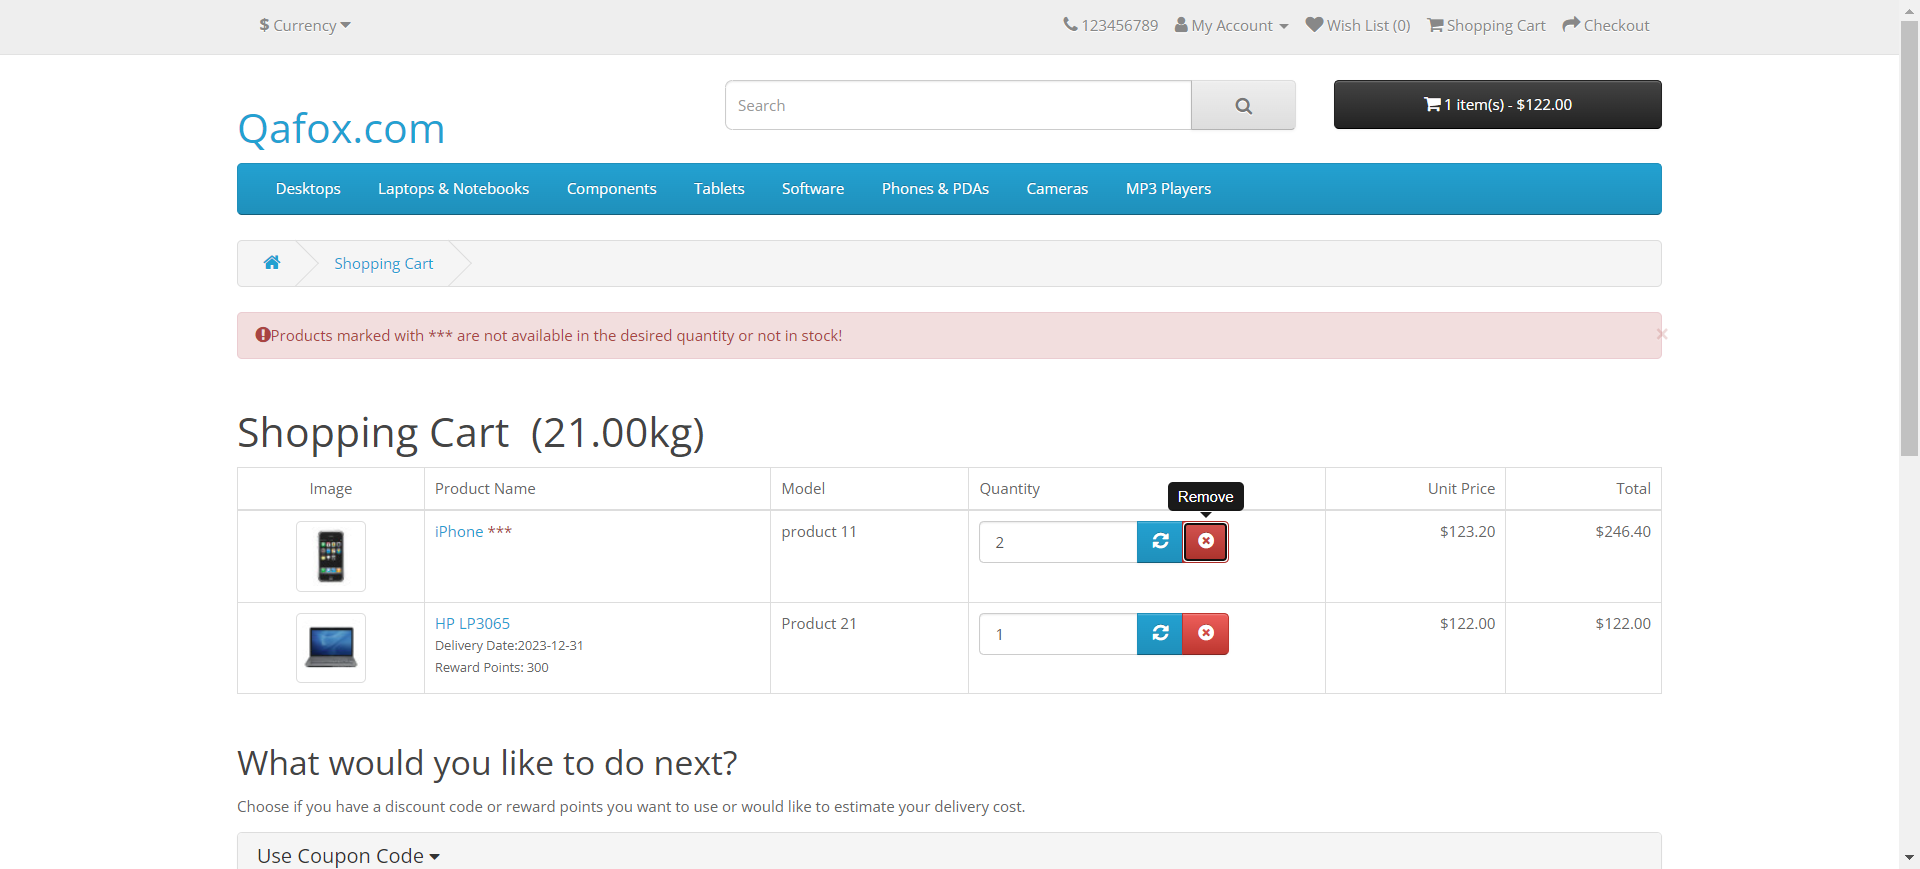 $ Currency
123456789 My Account Wish List (0) Shopping Cart Checkout
Qafox.com
Search
1 item(s) - $122.00
Desktops Laptops & Notebooks Components Tablets Software Phones & PDAs Cameras MP3 Players
Shopping Cart
Products marked with *** are not available in the desired quantity or not in stock!
×
Shopping Cart (21.00kg)
Image Product Name Model Quantity Unit Price Total
Remove
iPhone *** product 11 2 $123.20 $246.40
HP LP3065 Product 21 1 $122.00 $122.00
Delivery Date:2023-12-31
Reward Points: 300
What would you like to do next?
Choose if you have a discount code or reward points you want to use or would like to estimate your delivery cost.
Use Coupon Code